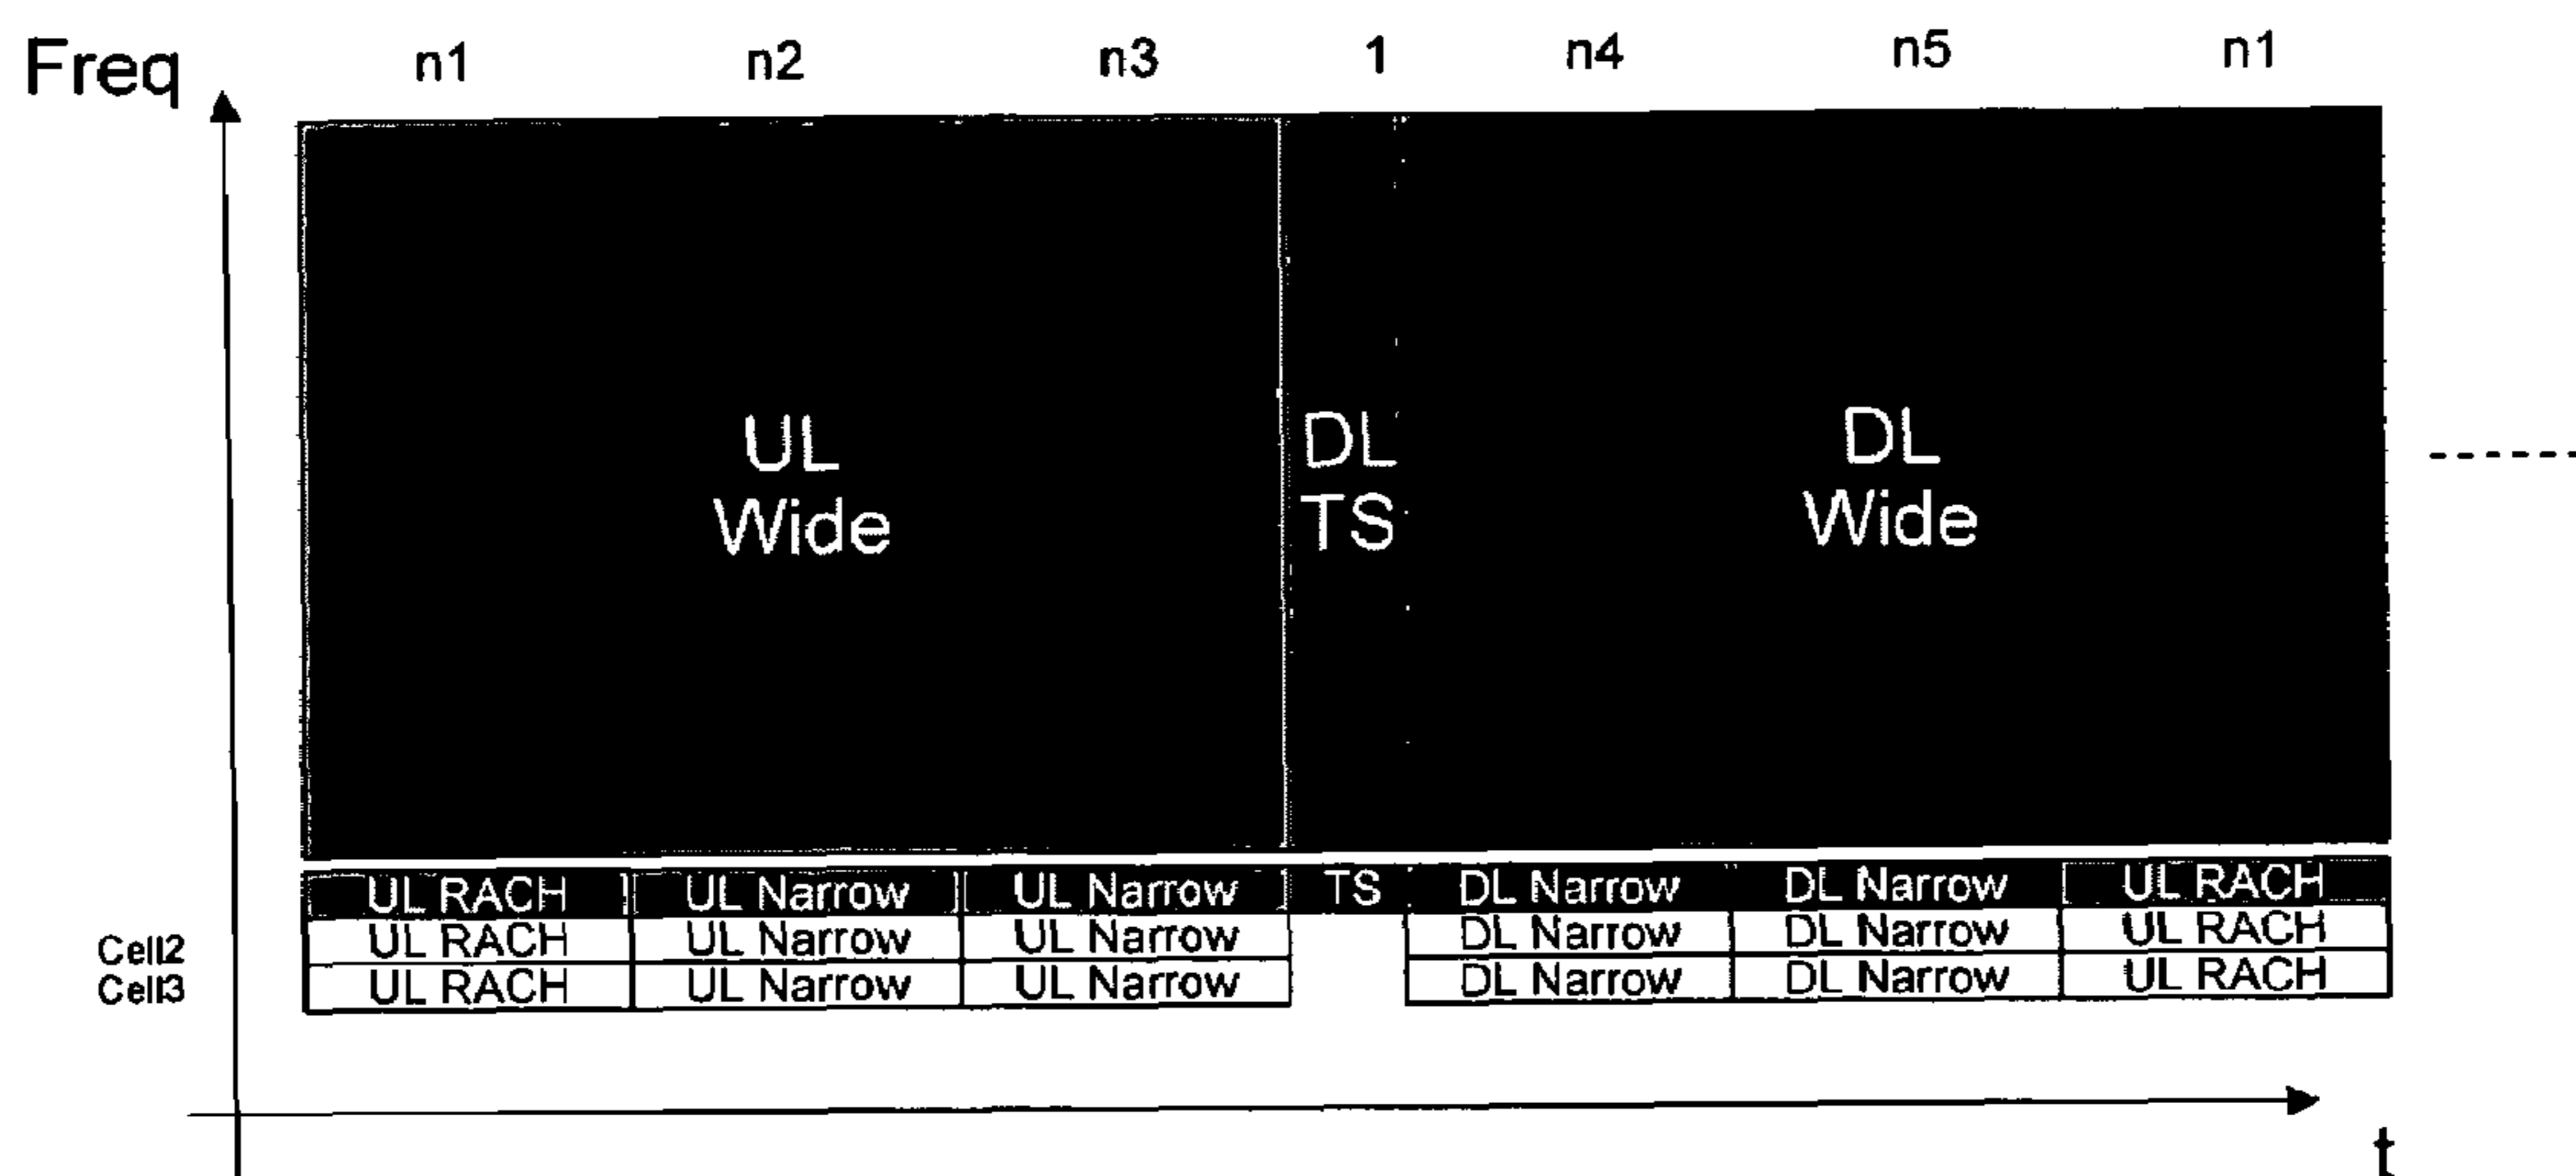 Freq n1 n2 n3 1 n4 n5 n1
UL Wide
DL TS
DL Wide
UL RACH UL Narrow UL Narrow TS DL Narrow DL Narrow UL RACH
Cell2 UL RACH UL Narrow UL Narrow DL Narrow DL Narrow UL RACH
Cell3 UL RACH UL Narrow UL Narrow DL Narrow DL Narrow UL RACH
t